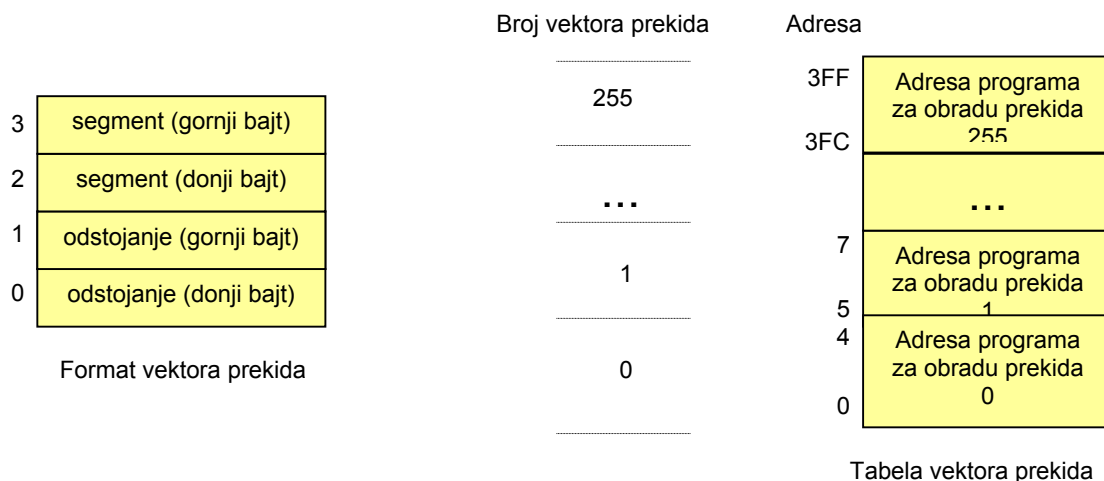 Broj vektora prekida
Adresa
3
segment (gornji bajt)
2
segment (donji bajt)
1
odstojanje (gornji bajt)
0
odstojanje (donji bajt)
Format vektora prekida
255
...
1
0
3FF
Adresa programa
za obradu prekida
255
3FC
...
7
Adresa programa
za obradu prekida
1
5
4
Adresa programa
za obradu prekida
0
0
Tabela vektora prekida